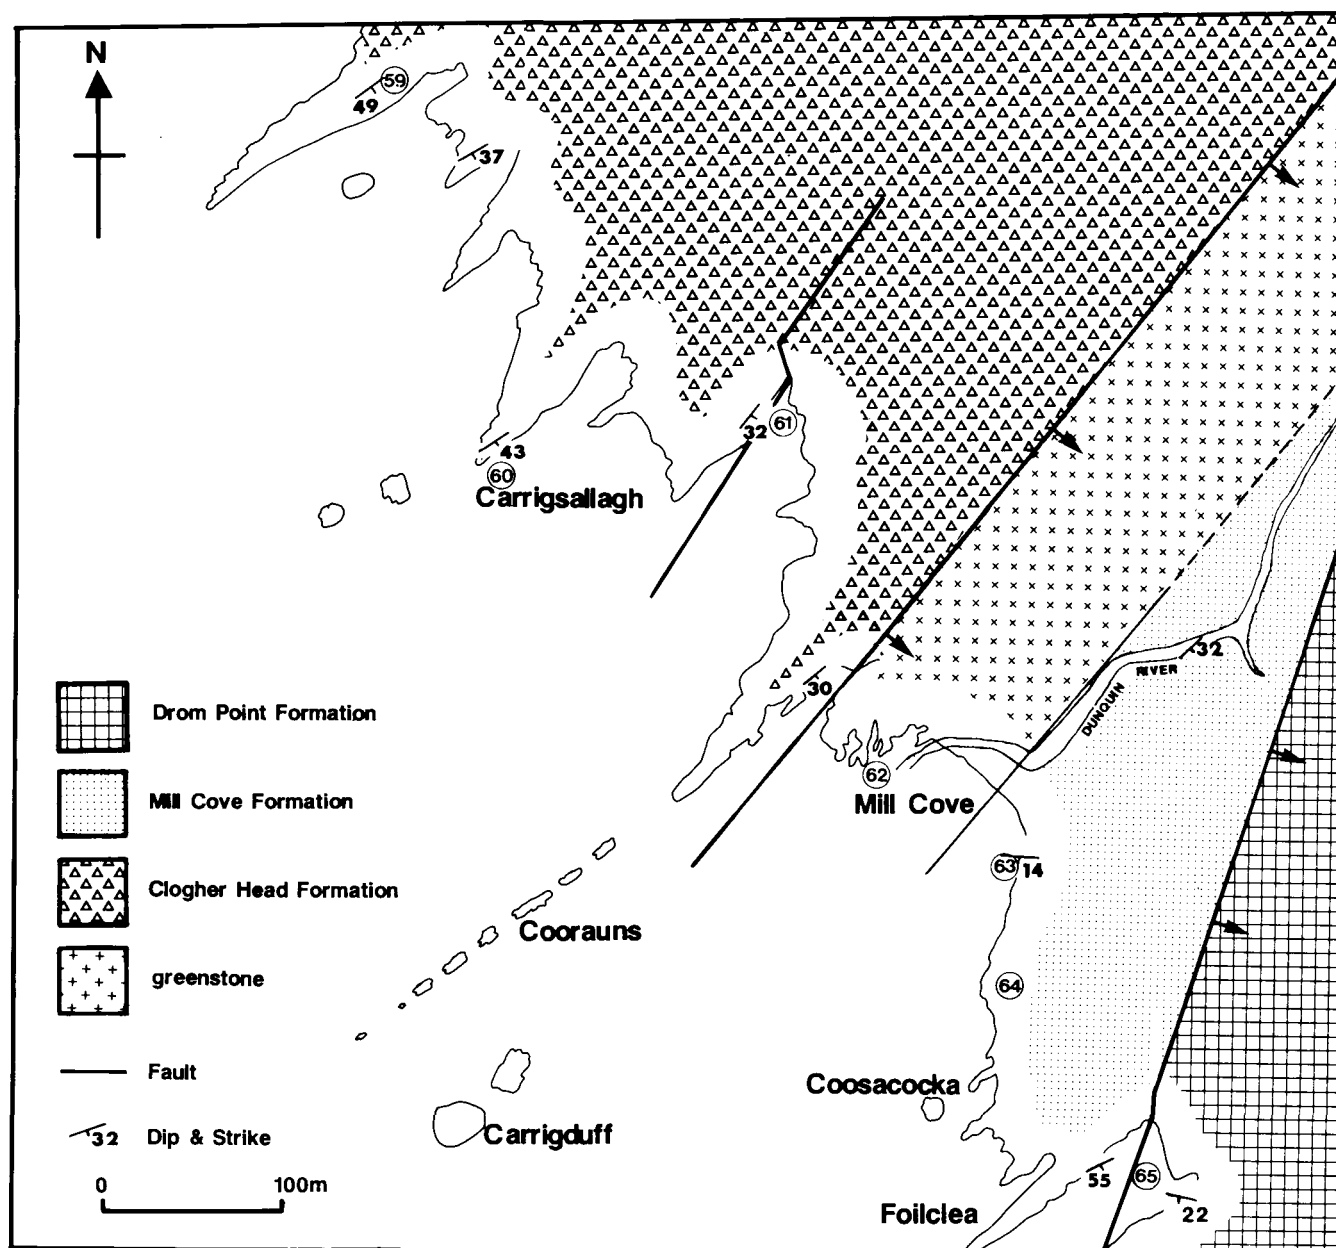 N
59
49
37
32
61
43
60
Carrigsallagh
30
32
RIVER
DUNQUIN
62
Mill Cove
63
14
64
Coorauns
Coosacocka
Carrigduff
55
65
22
Foilclea
Drom Point Formation
Mill Cove Formation
Clogher Head Formation
greenstone
Fault
32 Dip & Strike
0 100m